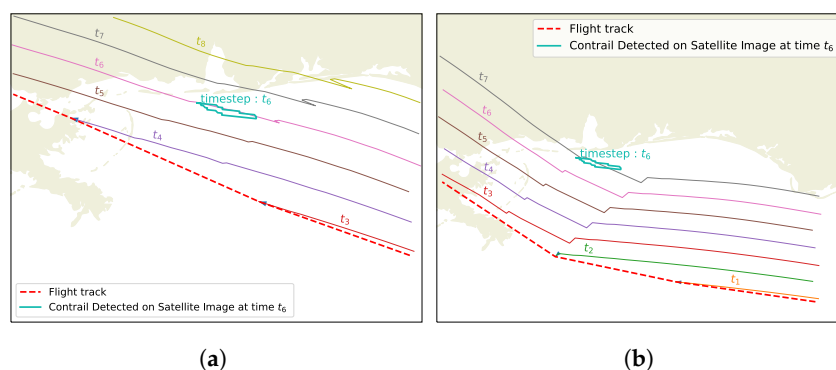 t₇
t₈
t₆
timestep : t₆
t₅
t₄
t₃
Flight track
Contrail Detected on Satellite Image at time t₆
(a)
Flight track
Contrail Detected on Satellite Image at time t₆
t₇
t₆
timestep : t₆
t₅
t₄
t₃
t₂
t₁
(b)